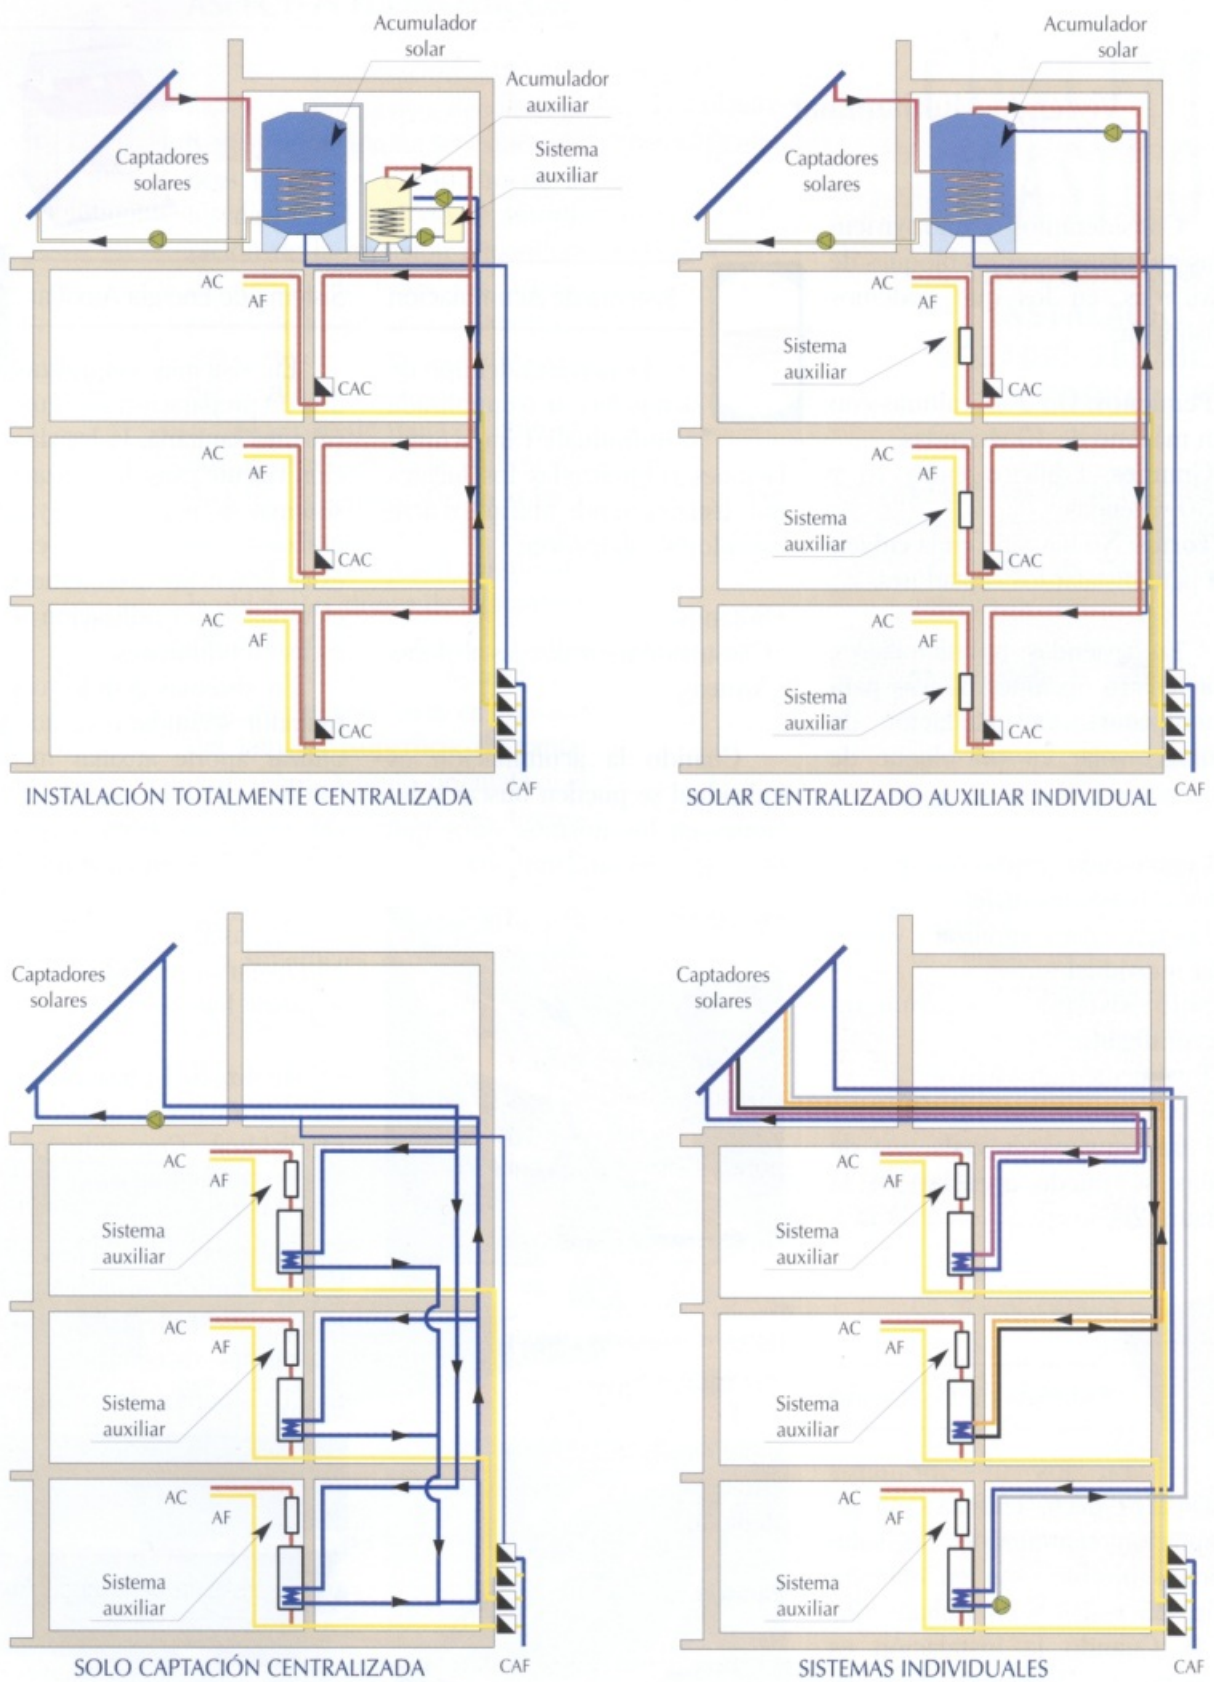 Acumulador
solar
Acumulador
auxiliar
Sistema
auxiliar
Captadores
solares
AC
AF
CAC
AC
AF
CAC
AC
AF
CAC
CAF
INSTALACIÓN TOTALMENTE CENTRALIZADA
Acumulador
solar
Captadores
solares
AC
AF
Sistema
auxiliar
CAC
AC
AF
Sistema
auxiliar
CAC
AC
AF
Sistema
auxiliar
CAC
CAF
SOLAR CENTRALIZADO AUXILIAR INDIVIDUAL
Captadores
solares
AC
AF
Sistema
auxiliar
AC
AF
Sistema
auxiliar
AC
AF
Sistema
auxiliar
SOLO CAPTACIÓN CENTRALIZADA
CAF
Captadores
solares
AC
AF
Sistema
auxiliar
AC
AF
Sistema
auxiliar
AC
AF
Sistema
auxiliar
SISTEMAS INDIVIDUALES
CAF